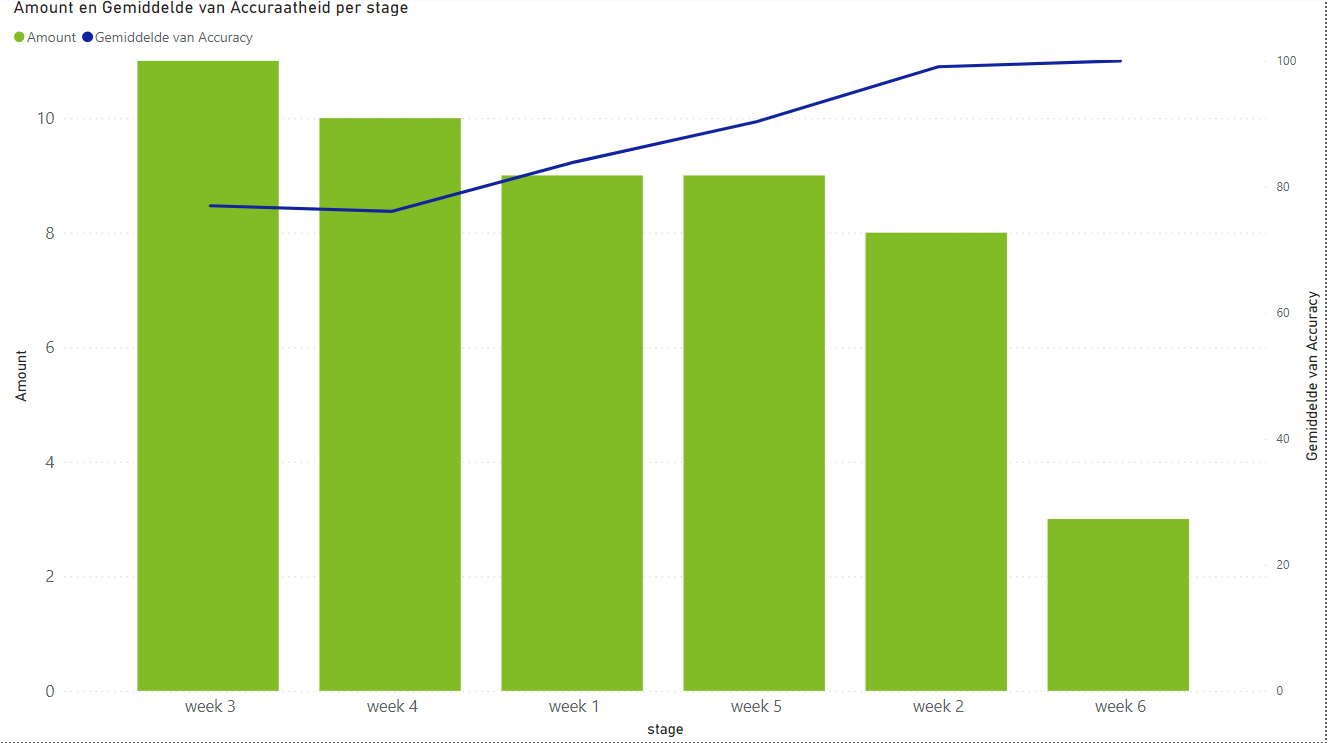 Amount en Gemiddelde van Accuraatheid per stage
Amount Gemiddelde van Accuracy
10
8
6
4
2
0
Amount
100
80
60
40
20
0
Gemiddelde van Accuracy
week 3 week 4 week 1 week 5 week 2 week 6
stage